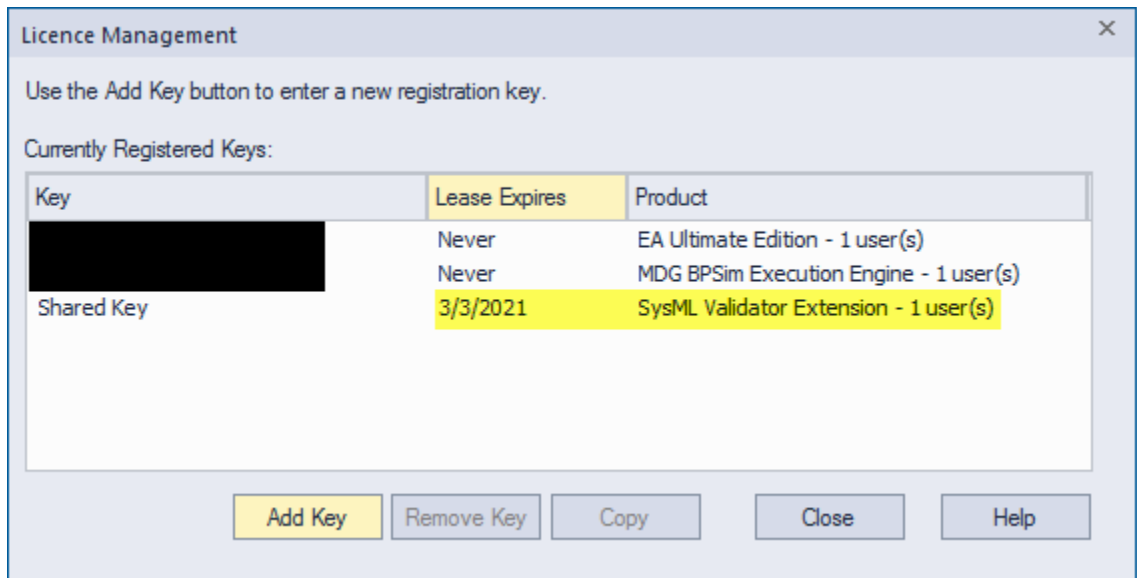 Licence Management
Use the Add Key button to enter a new registration key.
Currently Registered Keys:
Key Lease Expires Product
Never EA Ultimate Edition - 1 user(s)
Never MDG BPSim Execution Engine - 1 user(s)
Shared Key 3/3/2021 SysML Validator Extension - 1 user(s)
Add Key Remove Key Copy Close Help